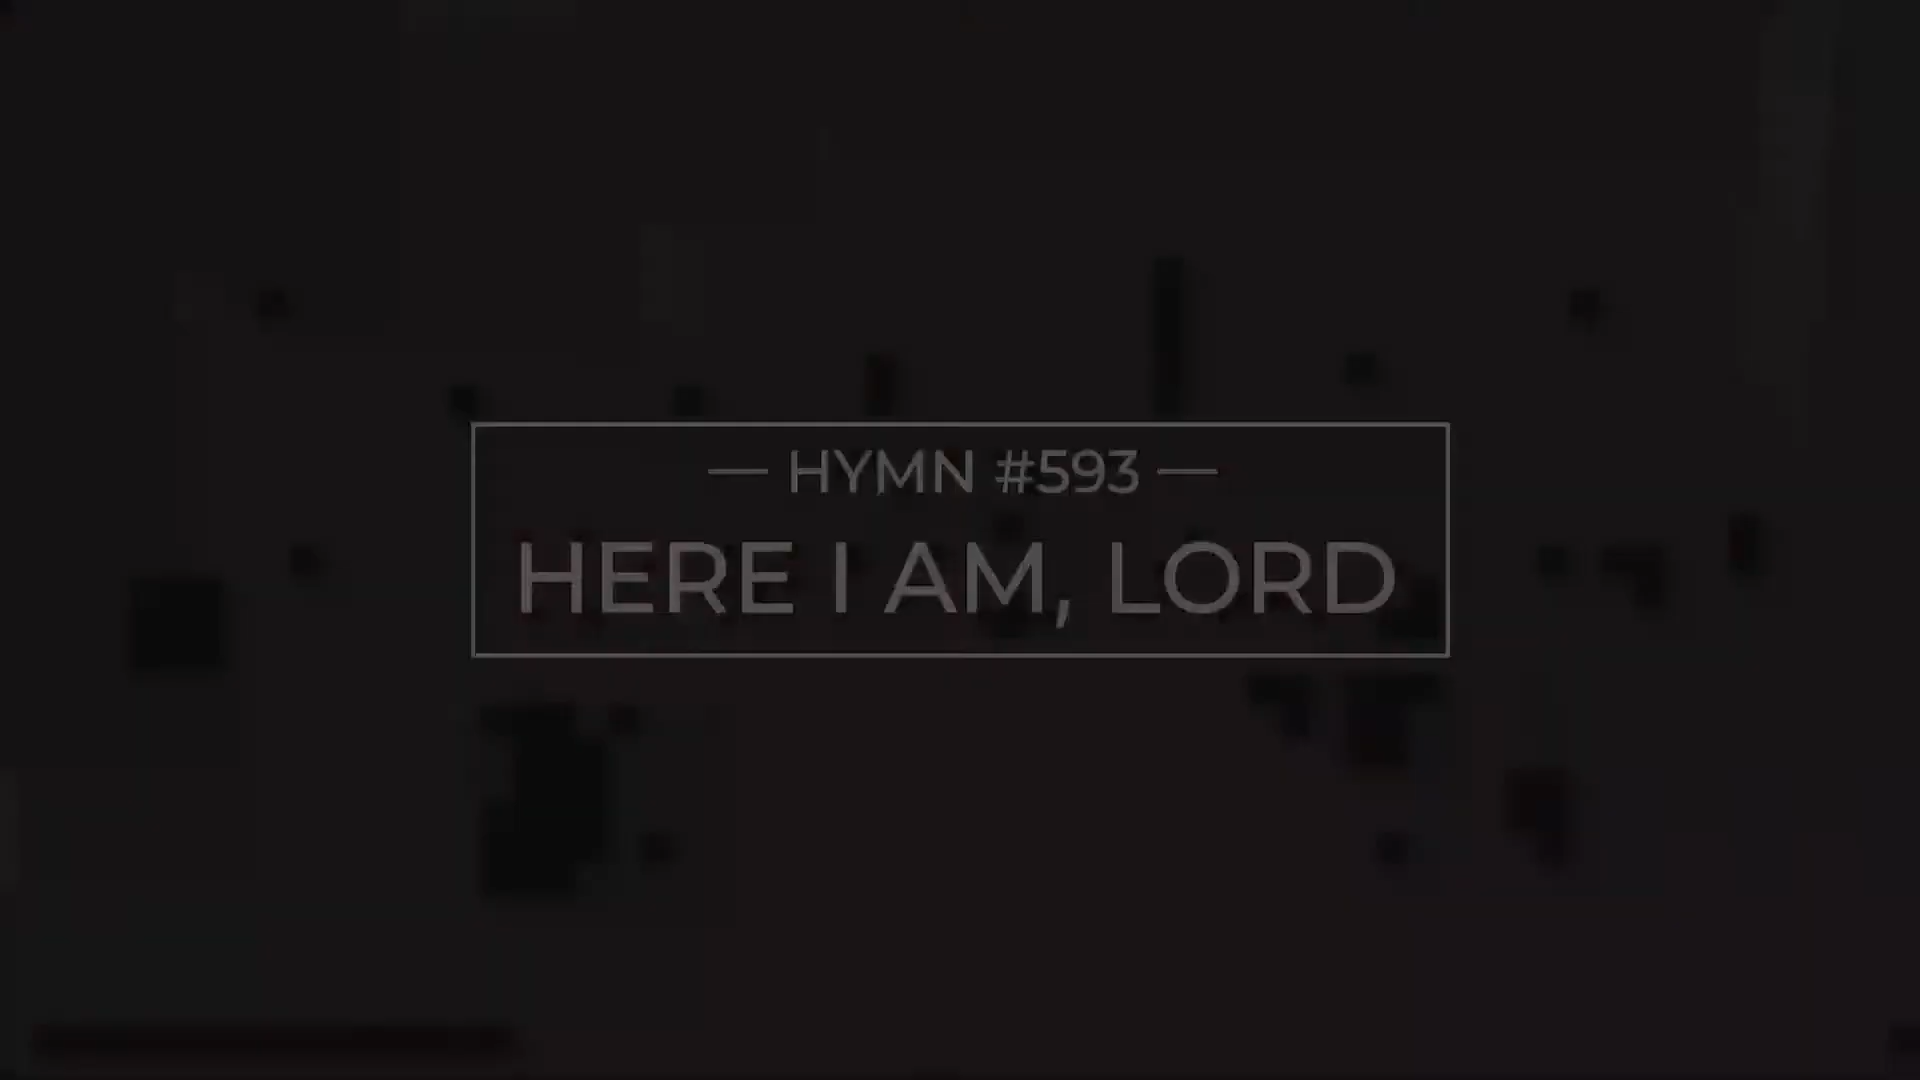 — HYMN #593 —
HERE I AM, LORD